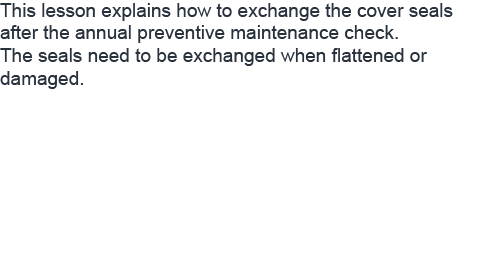 This lesson explains how to exchange the cover seals
after the annual preventive maintenance check.
The seals need to be exchanged when flattened or
damaged.